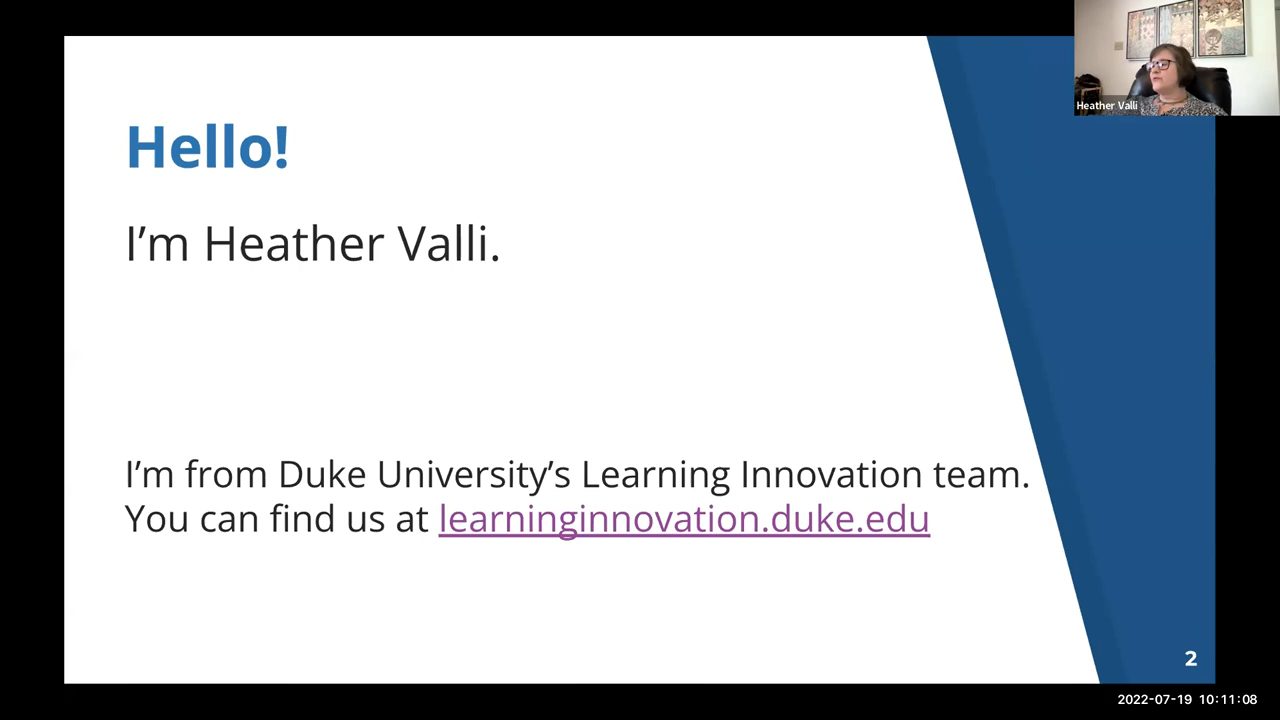 Hello!
I’m Heather Valli.
I’m from Duke University’s Learning Innovation team.
You can find us at learninginnovation.duke.edu
2
Heather Valli
2022-07-19 10:11:08